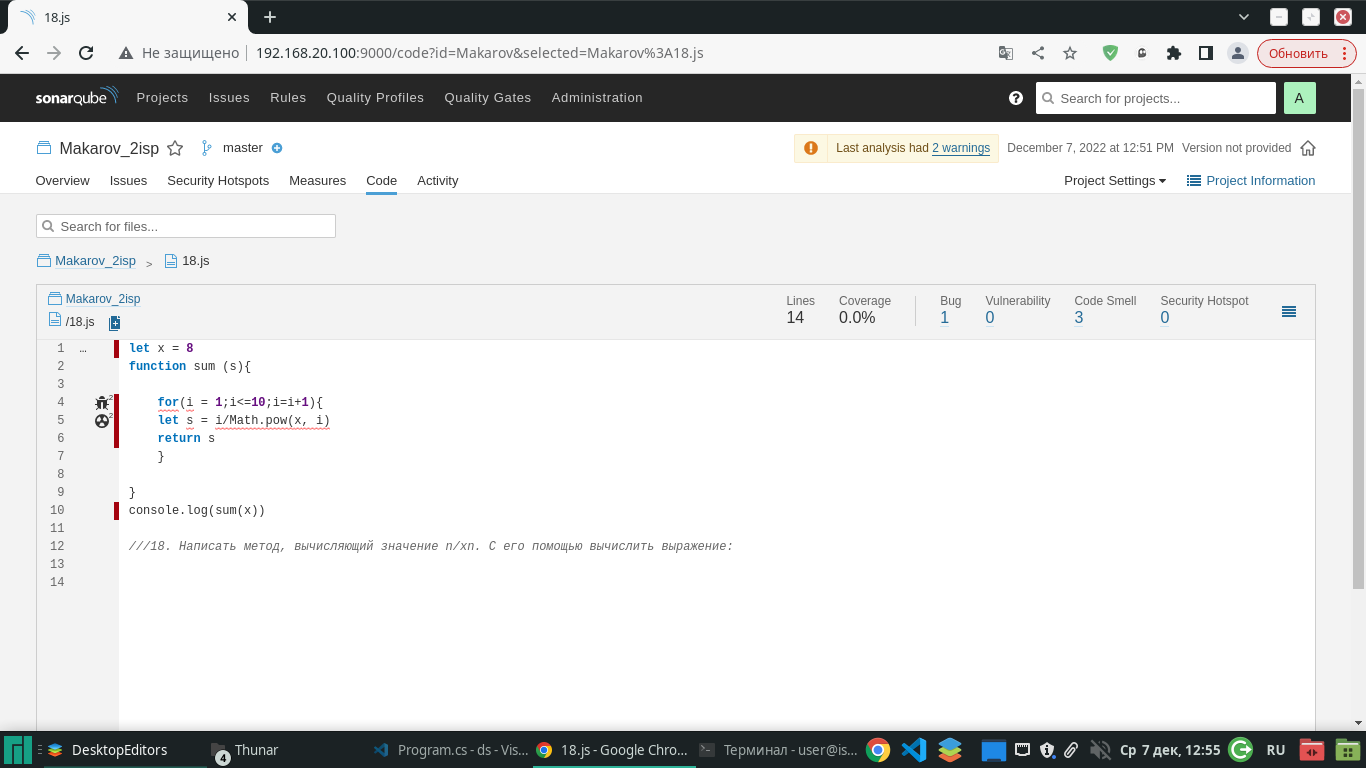 18.js
Не защищено 192.168.20.100:9000/code?id=Makarov&selected=Makarov%3A18.js Обновить
sonarqube Projects Issues Rules Quality Profiles Quality Gates Administration ? Search for projects... A
Makarov_2isp master Last analysis had 2 warnings December 7, 2022 at 12:51 PM Version not provided
Overview Issues Security Hotspots Measures Code Activity Project Settings Project Information
Search for files...
Makarov_2isp > 18.js
Makarov_2isp Lines Coverage Bug Vulnerability Code Smell Security Hotspot
/18.js 14 0.0% 1 0 3 0
1 … let x = 8
2 function sum (s){
3
4 2 for(i = 1;i<=10;i=i+1){
5 2 let s = i/Math.pow(x, i)
6 return s
7 }
8
9 }
10 console.log(sum(x))
11
12 ///18. Написать метод, вычисляющий значение n/xn. С его помощью вычислить выражение:
13
14
DesktopEditors 4 Thunar Program.cs - ds - Vis... 18.js - Google Chro... Терминал - user@is... Ср 7 дек, 12:55 RU